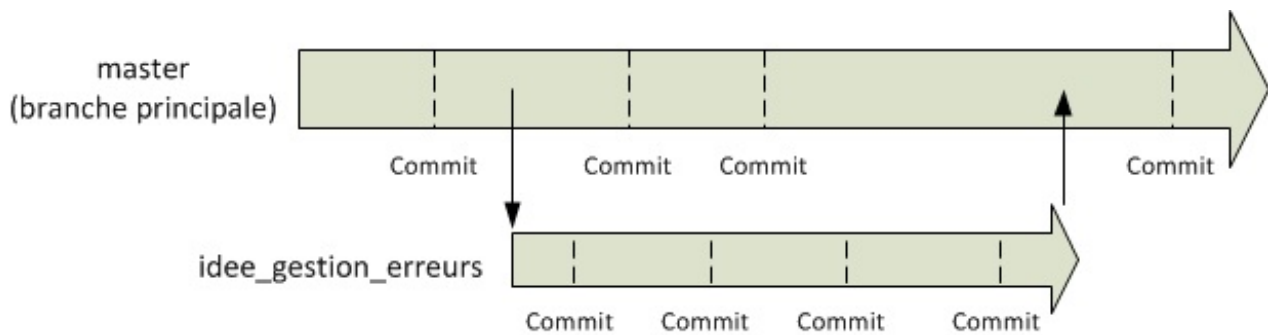 master
(branche principale)
Commit
Commit
Commit
Commit
idee_gestion_erreurs
Commit
Commit
Commit
Commit